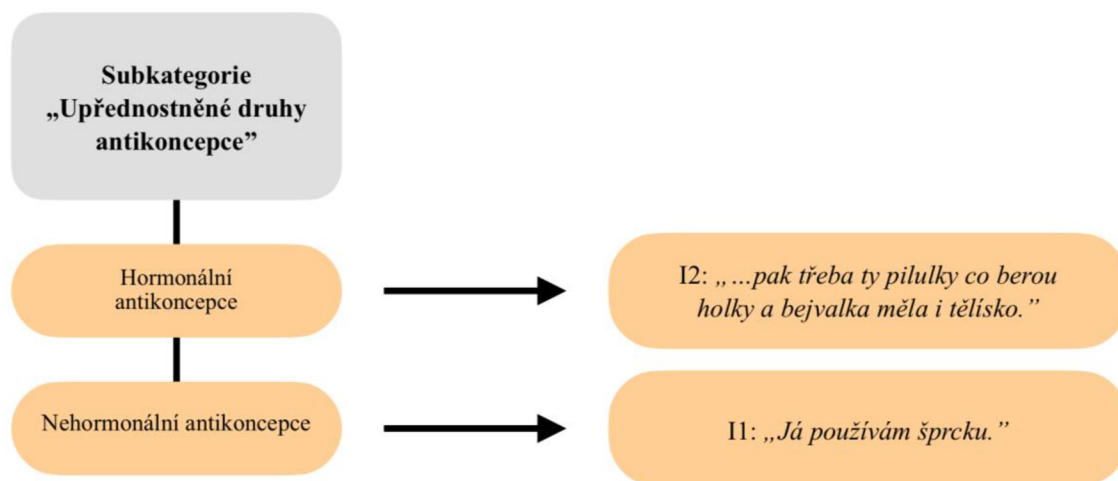 Subkategorie
„Upřednostněné druhy
antikoncepce”
Hormonální
antikoncepce
I2: „…pak třeba ty pilulky co berou
holky a bejvalka měla i tělísko.”
Nehormonální antikoncepce
I1: „Já používám šprcku.”